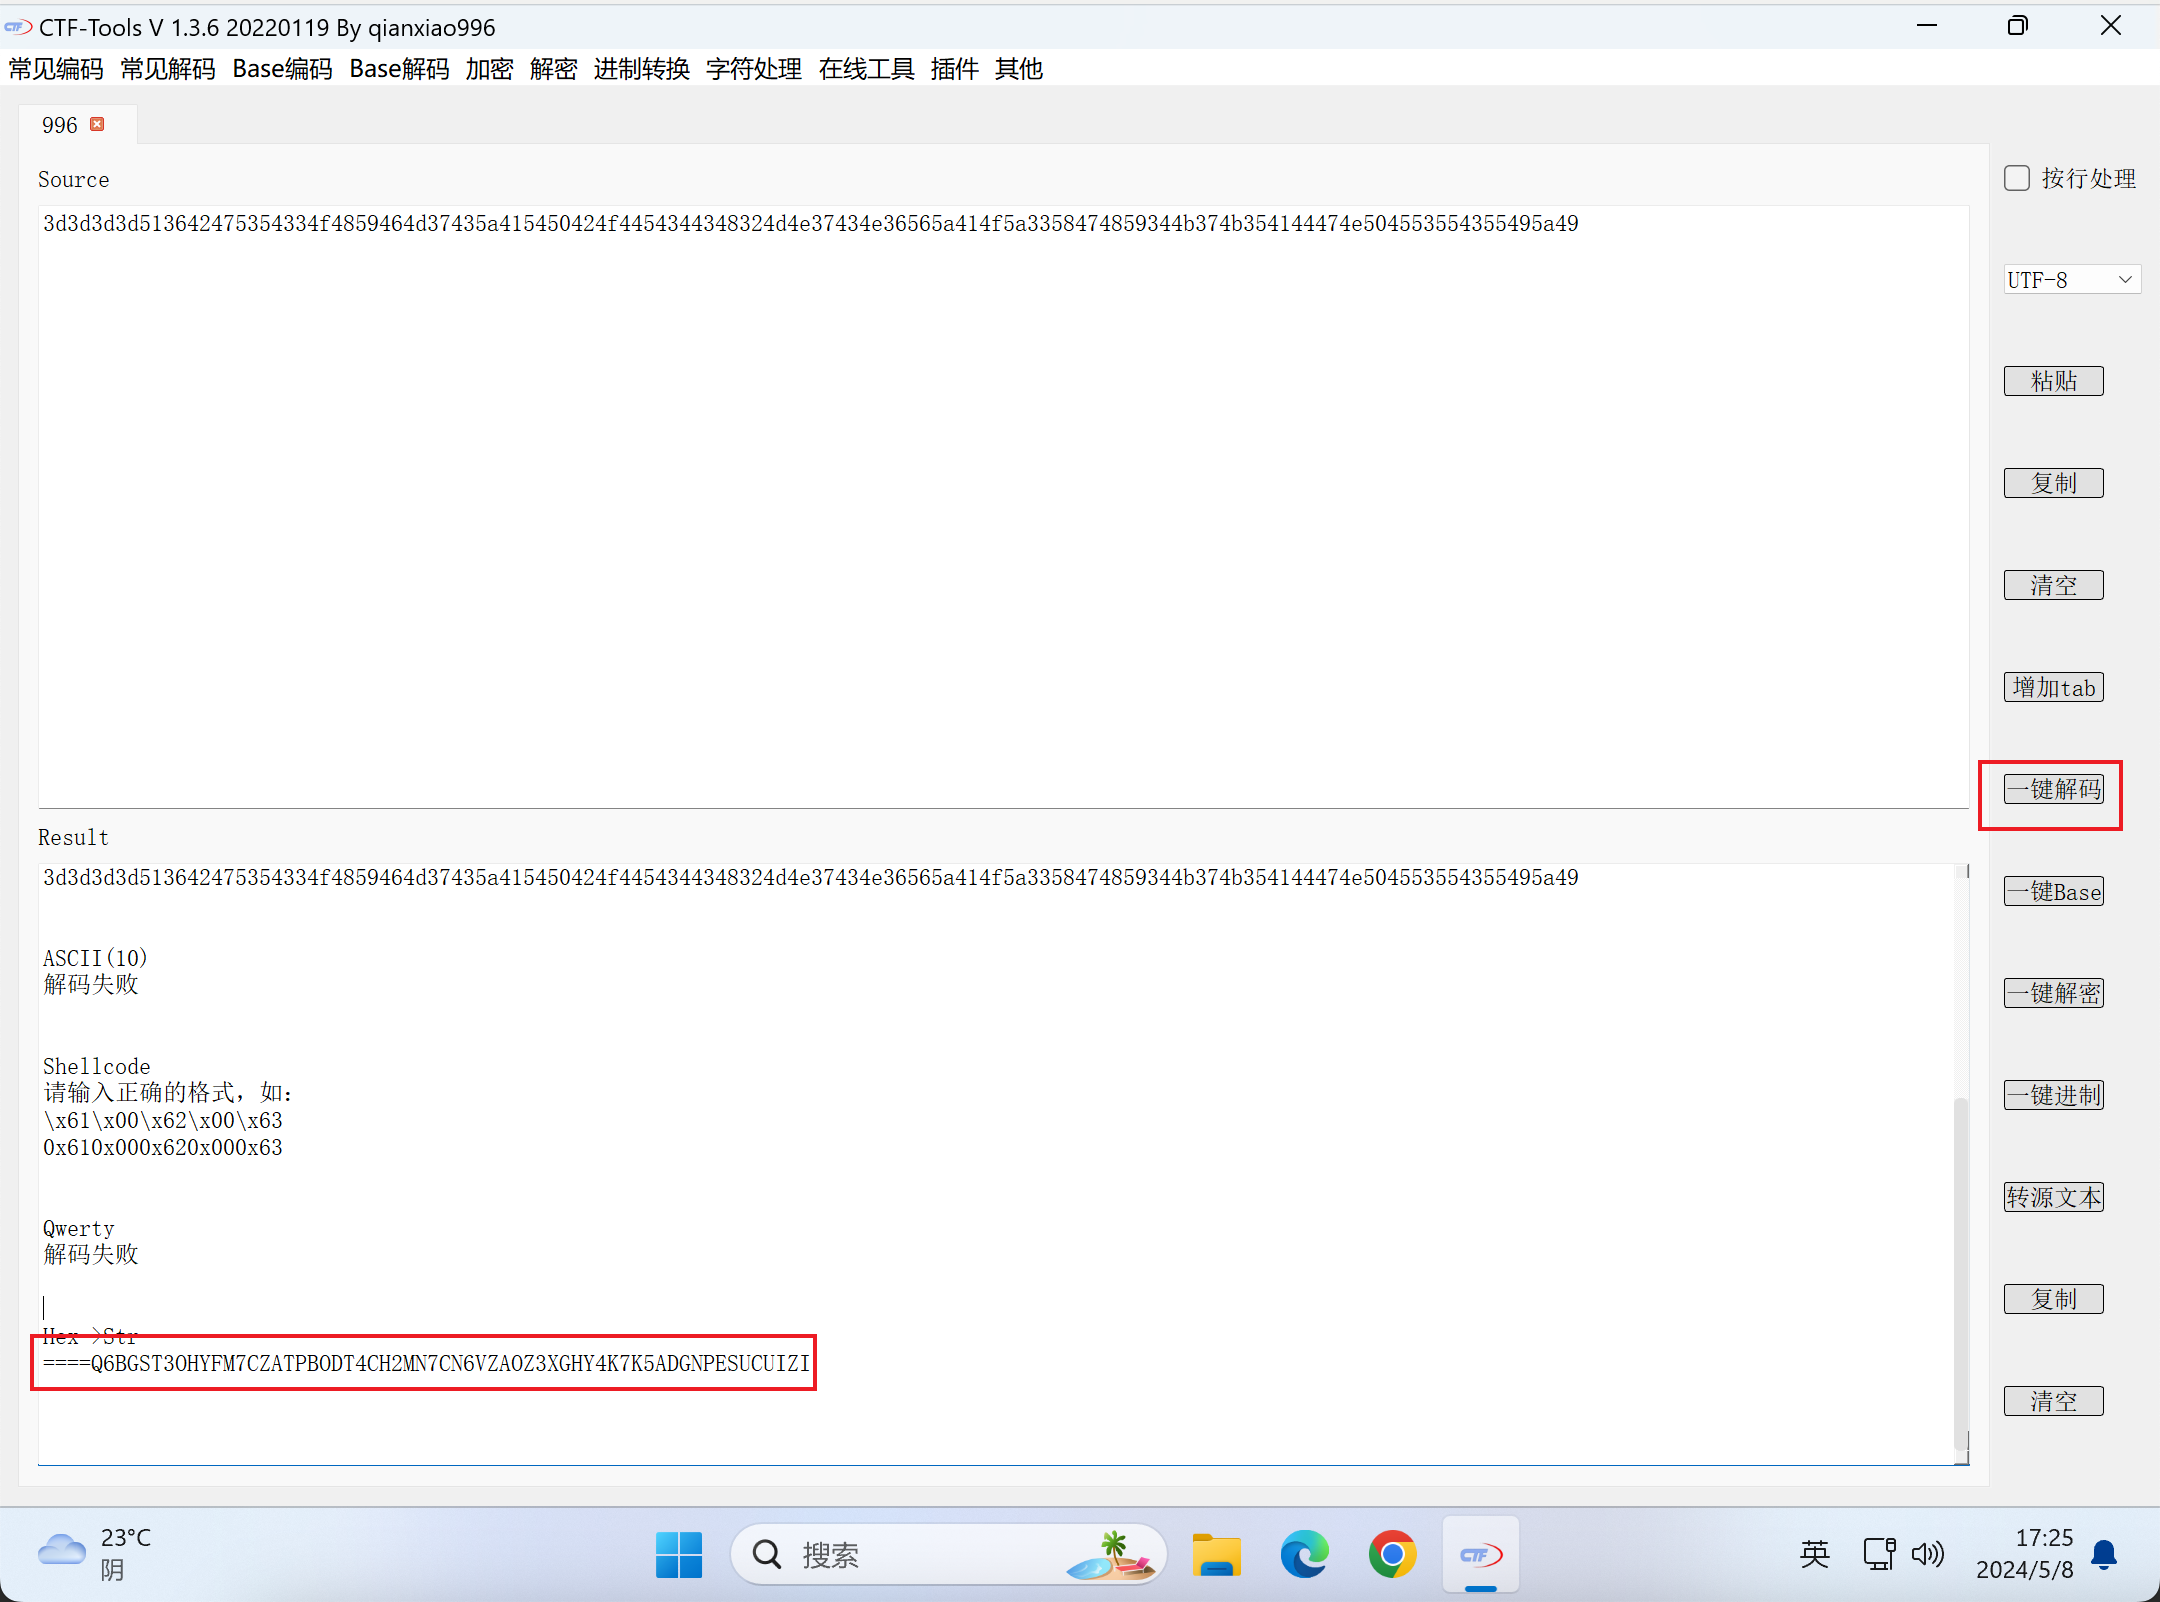 CTF-Tools V 1.3.6 20220119 By qianxiao996
常见编码 常见解码 Base编码 Base解码 加密 解密 进制转换 字符处理 在线工具 插件 其他
996
Source
按行处理
3d3d3d3d513642475354334f4859464d37435a415450424f4454344348324d4e37434e36565a414f5a3358474859344b374b354144474e504553554355495a49
UTF-8
粘贴
复制
清空
增加tab
一键解码
Result
3d3d3d3d513642475354334f4859464d37435a415450424f4454344348324d4e37434e36565a414f5a3358474859344b374b354144474e504553554355495a49
一键Base
ASCII(10)
解码失败
一键解密
Shellcode
请输入正确的格式，如：
\x61\x00\x62\x00\x63
0x610x000x620x000x63
一键进制
转源文本
Qwerty
解码失败
复制
Hex->Str
====Q6BGST3OHYFM7CZATPBODT4CH2MN7CN6VZAOZ3XGHY4K7K5ADGNPESUCUIZI
清空
23°C
阴
搜索
CTF
英
17:25
2024/5/8